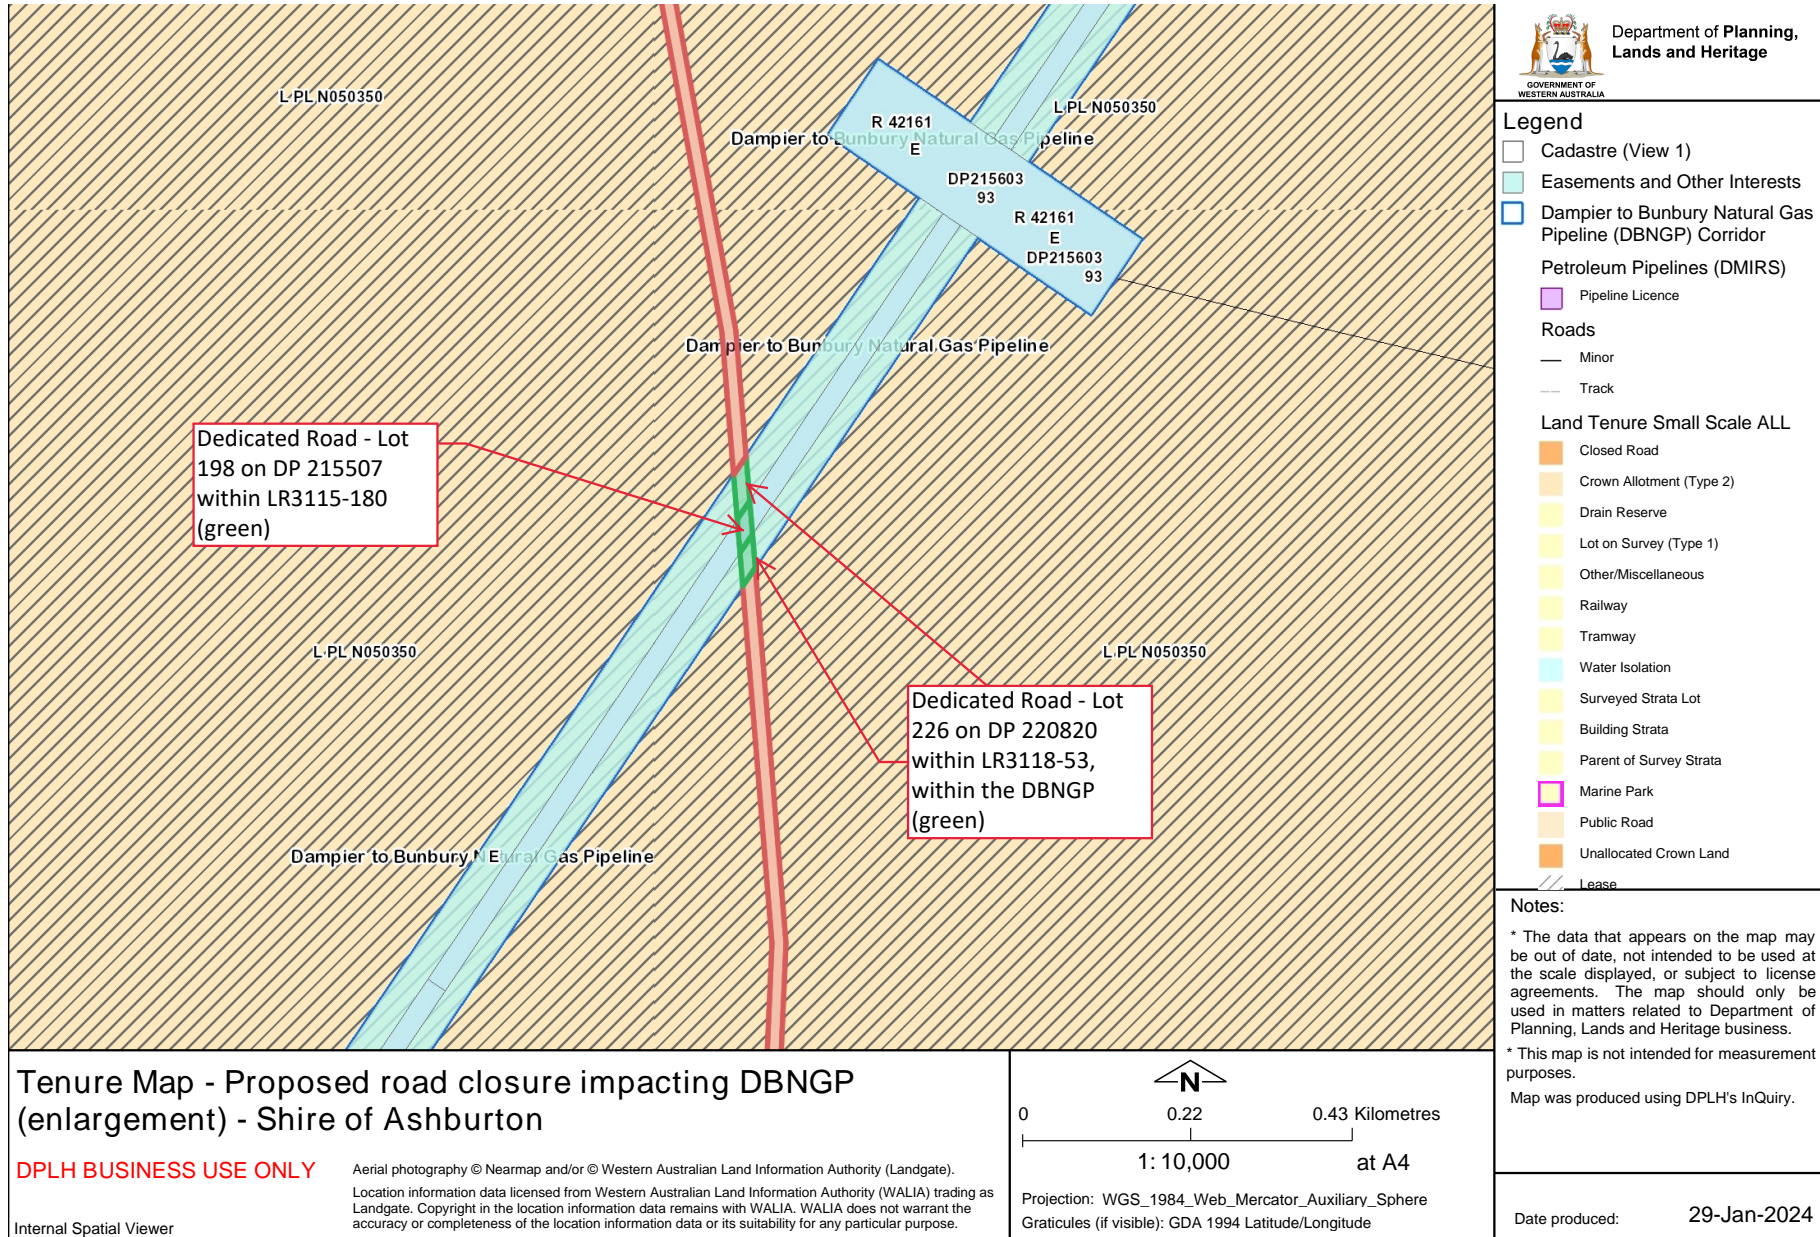 L PL N050350
R 42161
E
L PL N050350
Dampier to Bunbury Natural Gas Pipeline
DP215603
93
R 42161
E
DP215603
93
Dampier to Bunbury Natural Gas Pipeline
Dedicated Road - Lot
198 on DP 215507
within LR3115-180
(green)
L PL N050350
L PL N050350
Dedicated Road - Lot
226 on DP 220820
within LR3118-53,
within the DBNGP
(green)
Dampier to Bunbury N E tural Gas Pipeline
GOVERNMENT OF
WESTERN AUSTRALIA
Department of Planning,
Lands and Heritage
Legend
Cadastre (View 1)
Easements and Other Interests
Dampier to Bunbury Natural Gas
Pipeline (DBNGP) Corridor
Petroleum Pipelines (DMIRS)
Pipeline Licence
Roads
Minor
Track
Land Tenure Small Scale ALL
Closed Road
Crown Allotment (Type 2)
Drain Reserve
Lot on Survey (Type 1)
Other/Miscellaneous
Railway
Tramway
Water Isolation
Surveyed Strata Lot
Building Strata
Parent of Survey Strata
Marine Park
Public Road
Unallocated Crown Land
Lease
Notes:
* The data that appears on the map may
be out of date, not intended to be used at
the scale displayed, or subject to license
agreements. The map should only be
used in matters related to Department of
Planning, Lands and Heritage business.
* This map is not intended for measurement
purposes.
Map was produced using DPLH's InQuiry.
Date produced: 29-Jan-2024
Tenure Map - Proposed road closure impacting DBNGP
(enlargement) - Shire of Ashburton
DPLH BUSINESS USE ONLY
Internal Spatial Viewer
Aerial photography © Nearmap and/or © Western Australian Land Information Authority (Landgate).
Location information data licensed from Western Australian Land Information Authority (WALIA) trading as
Landgate. Copyright in the location information data remains with WALIA. WALIA does not warrant the
accuracy or completeness of the location information data or its suitability for any particular purpose.
N
0 0.22 0.43 Kilometres
1: 10,000 at A4
Projection: WGS_1984_Web_Mercator_Auxiliary_Sphere
Graticules (if visible): GDA 1994 Latitude/Longitude